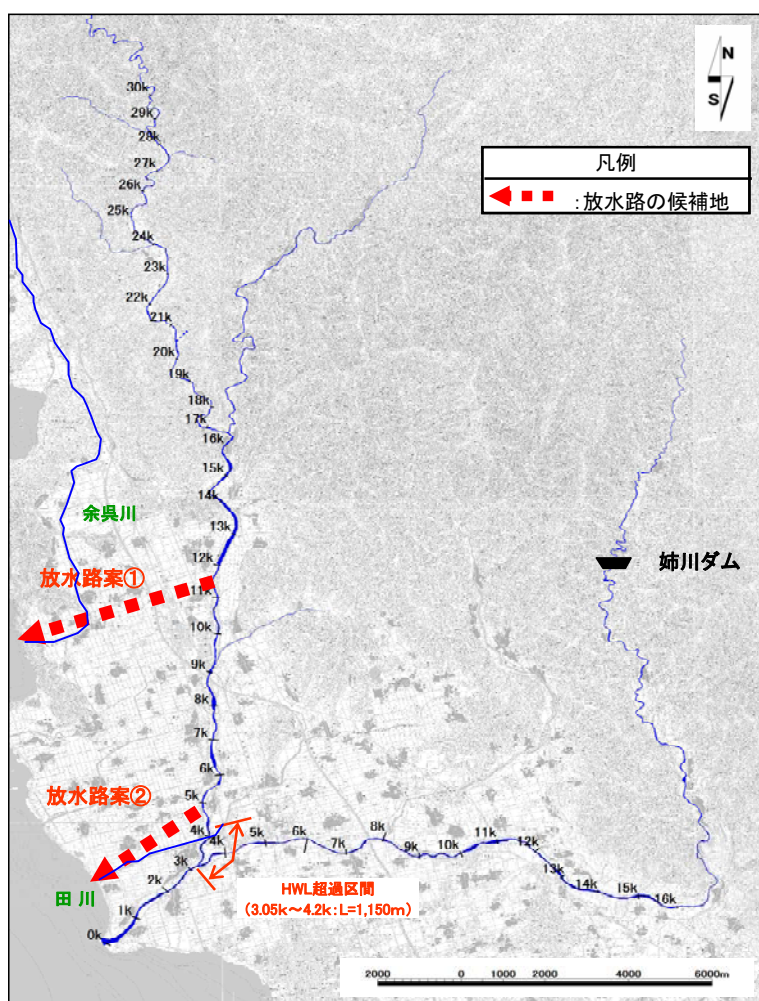 N
S
凡例
:放水路の候補地
30k
29k
28k
27k
26k
25k
24k
23k
22k
21k
20k
19k
18k
17k
16k
15k
14k
13k
12k
余呉川
姉川ダム
放水路案①
10k
9k
8k
7k
6k
放水路案②
5k
4k
4k
5k
6k
7k
8k
9k
10k
11k
12k
13k
14k
15k
16k
3k
2k
1k
0k
田川
HWL超過区間
(3.05k～4.2k:L=1,150m)
2000 0 1000 2000 4000 6000m